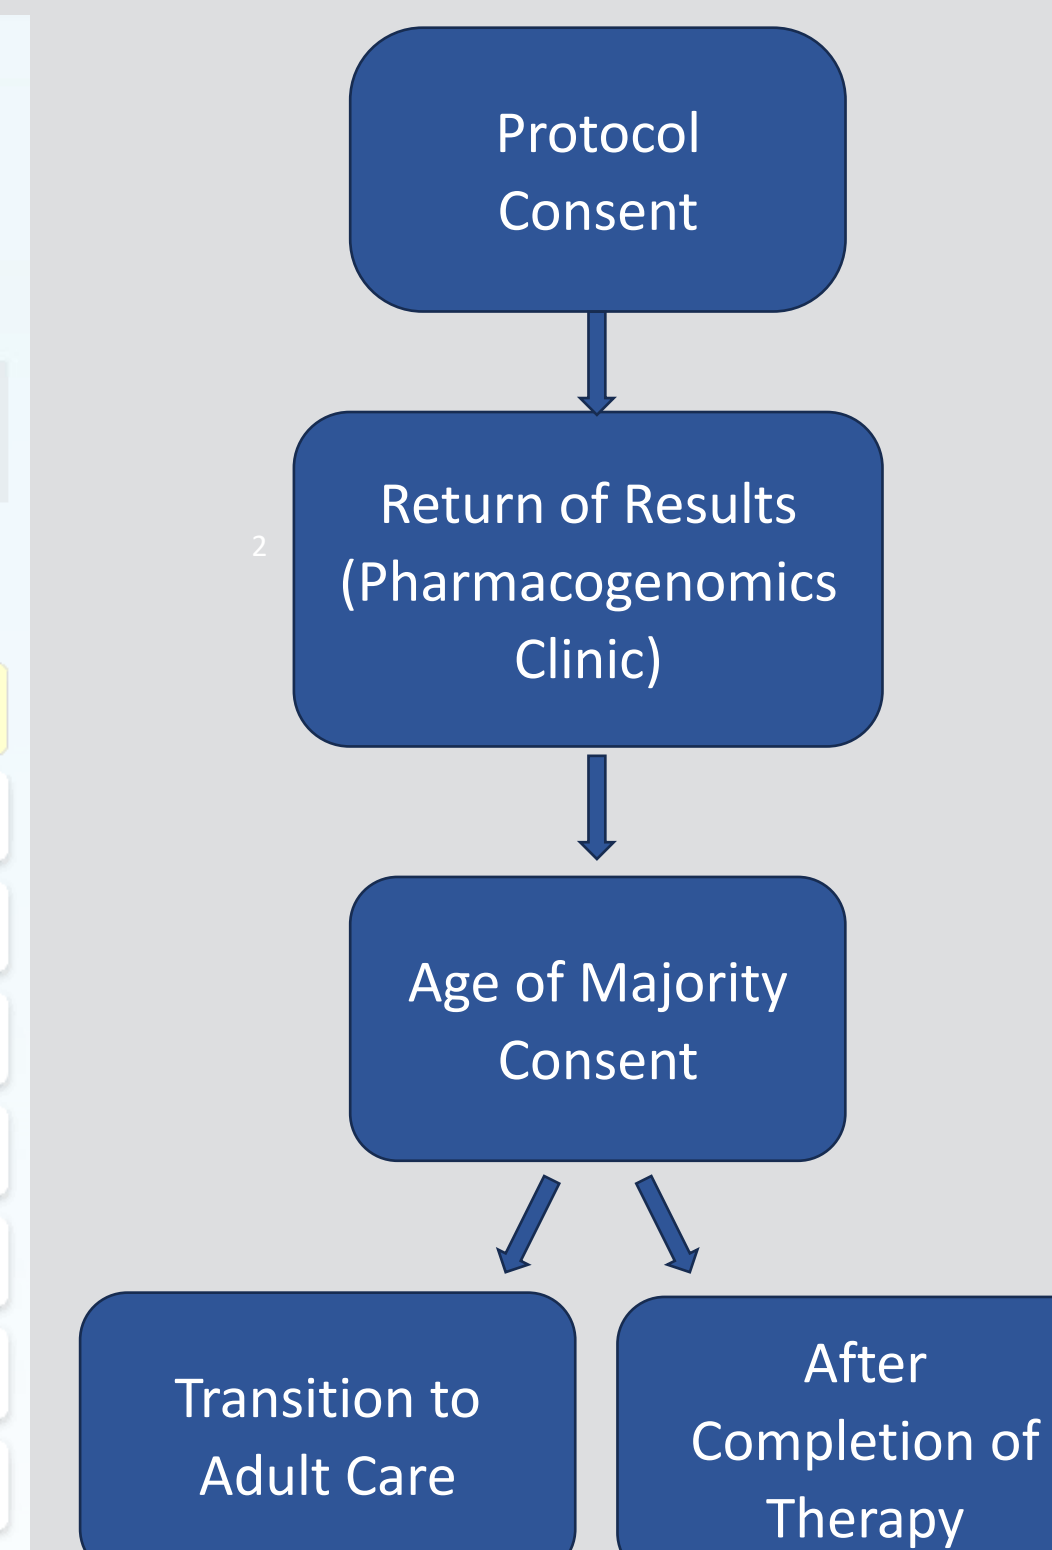 Protocol
Consent
Return of Results
2
(Pharmacogenomics
Clinic)
Age of Majority
Consent
Transition to
Adult Care
After
Completion of
Therapy